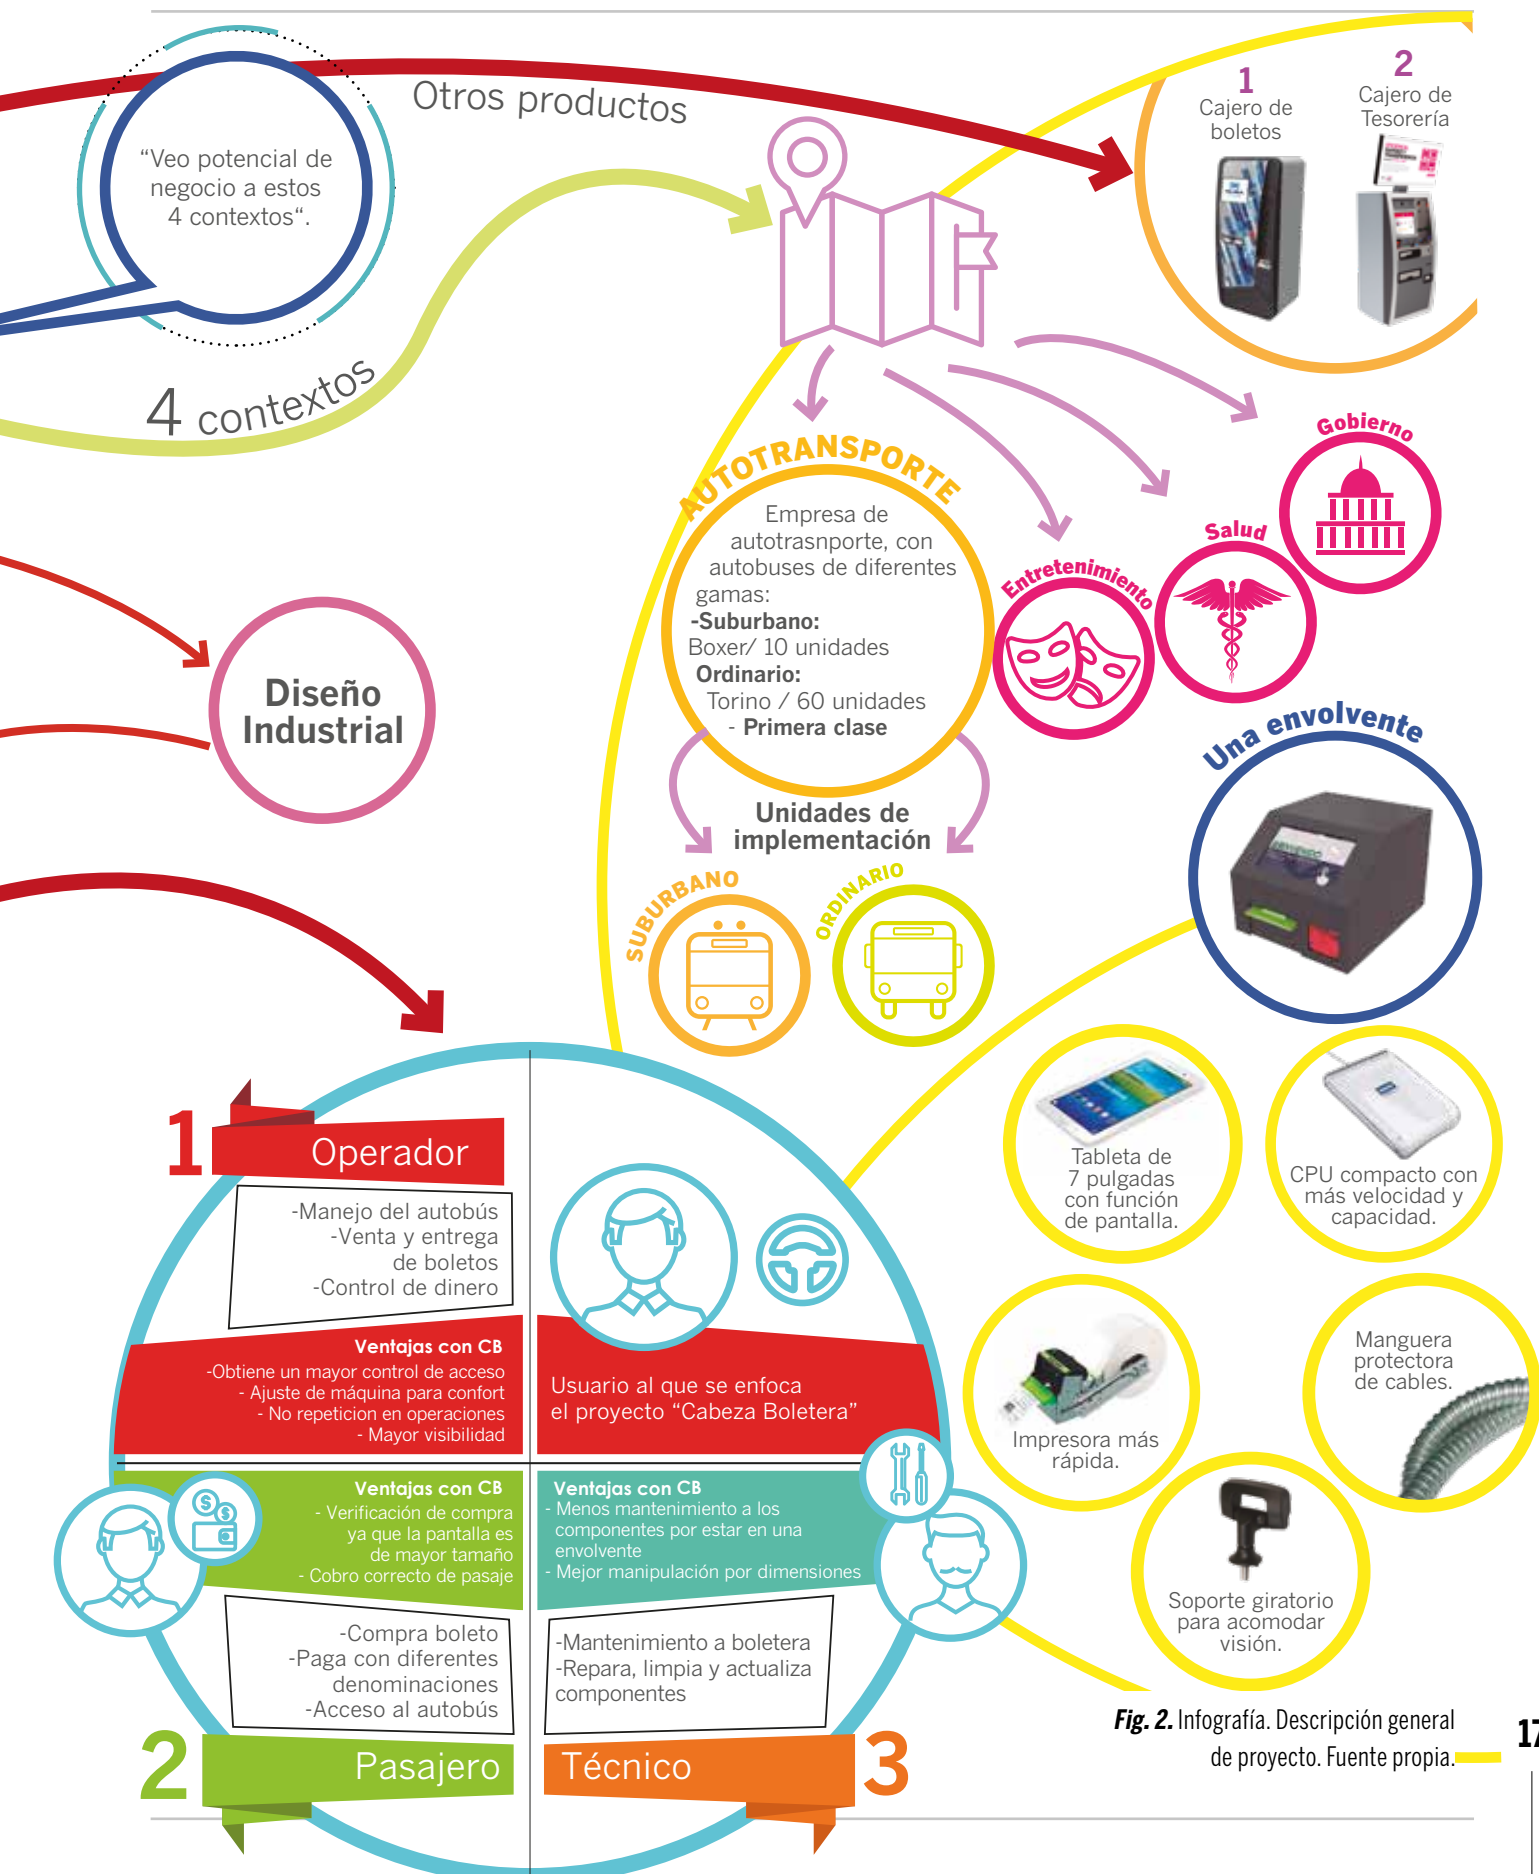 Otros productos
1
Cajero de
boletos
2
Cajero de
Tesorería
“Veo potencial de
negocio a estos
4 contextos“.
4 contextos
AUTOTRANSPORTE
Empresa de
autotrasnporte, con
autobuses de diferentes
gamas:
-Suburbano:
Boxer/ 10 unidades
Ordinario:
Torino / 60 unidades
- Primera clase
Entretenimiento
Salud
Gobierno
Diseño
Industrial
Unidades de
implementación
SUBURBANO
ORDINARIO
Una envolvente
Tableta de
7 pulgadas
con función
de pantalla.
CPU compacto con
más velocidad y
capacidad.
Impresora más
rápida.
Manguera
protectora
de cables.
Soporte giratorio
para acomodar
visión.
1
Operador
-Manejo del autobús
-Venta y entrega
de boletos
-Control de dinero
Ventajas con CB
-Obtiene un mayor control de acceso
- Ajuste de máquina para confort
- No repeticion en operaciones
- Mayor visibilidad
Usuario al que se enfoca
el proyecto “Cabeza Boletera”
Ventajas con CB
- Verificación de compra
ya que la pantalla es
de mayor tamaño
- Cobro correcto de pasaje
-Compra boleto
-Paga con diferentes
denominaciones
-Acceso al autobús
2
Pasajero
Ventajas con CB
- Menos mantenimiento a los
componentes por estar en una
envolvente
- Mejor manipulación por dimensiones
-Mantenimiento a boletera
-Repara, limpia y actualiza
componentes
Técnico
3
Fig. 2. Infografía. Descripción general
de proyecto. Fuente propia.
17